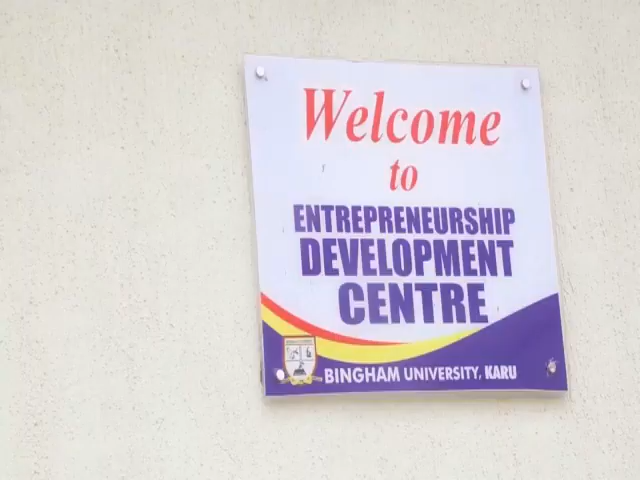 Welcome
to
ENTREPRENEURSHIP
DEVELOPMENT
CENTRE
BINGHAM UNIVERSITY, KARU